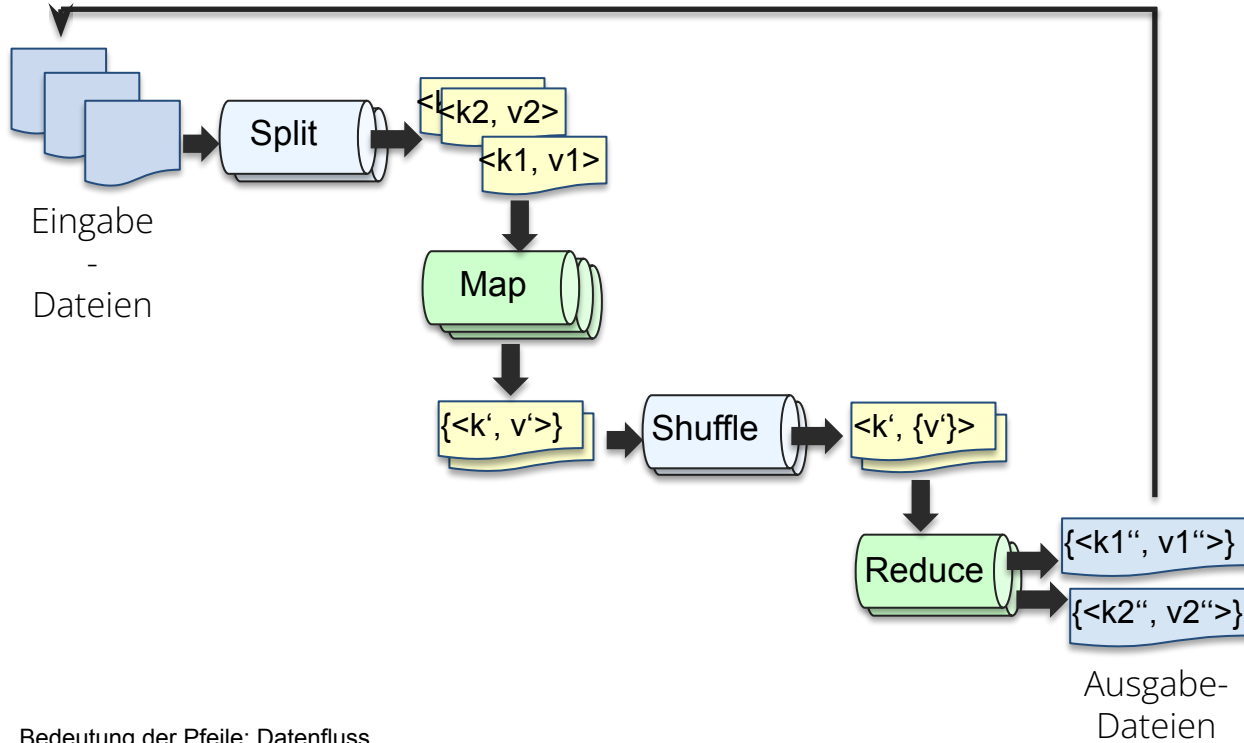 Split
<k2, v2>
<k1, v1>
Eingabe
-
Dateien
Map
{<k‘, v‘>}
Shuffle
<k‘, {v‘}>
Reduce
{<k1“, v1“>}
{<k2“, v2“>}
Ausgabe-
Dateien
Bedeutung der Pfeile: Datenfluss